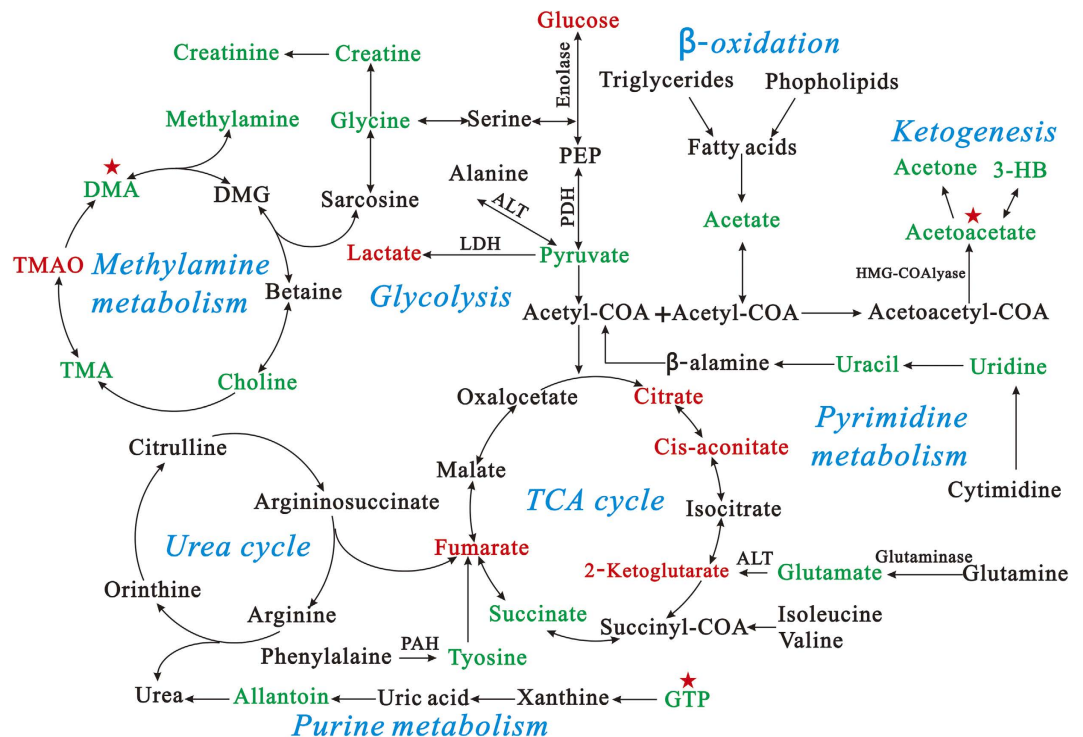 Glucose
β-oxidation
Creatinine
Creatine
Enolase
Triglycerides
Phopholipids
Methylamine
Glycine
Serine
Ketogenesis
PEP
Fatty acids
Acetone
3-HB
Alanine
DMA
DMG
Sarcosine
ALT
PDH
Acetate
Acetoacetate
Lactate
LDH
Pyruvate
TMAO
Methylamine
metabolism
HMG-COAlyase
Betaine
Glycolysis
Acetyl-COA
+
Acetyl-COA
Acetoacetyl-COA
TMA
Choline
β-alamine
Uracil
Uridine
Oxalocetate
Citrate
Pyrimidine
metabolism
Citrulline
Cis-aconitate
Malate
Cytimidine
Argininosuccinate
TCA cycle
Isocitrate
Urea cycle
Fumarate
2-Ketoglutarate
ALT
Glutamate
Glutaminase
Glutamine
Orinthine
Arginine
Succinate
Succinyl-COA
Isoleucine
Valine
Phenylalaine
PAH
Tyosine
Urea
Allantoin
Uric acid
Xanthine
GTP
Purine metabolism